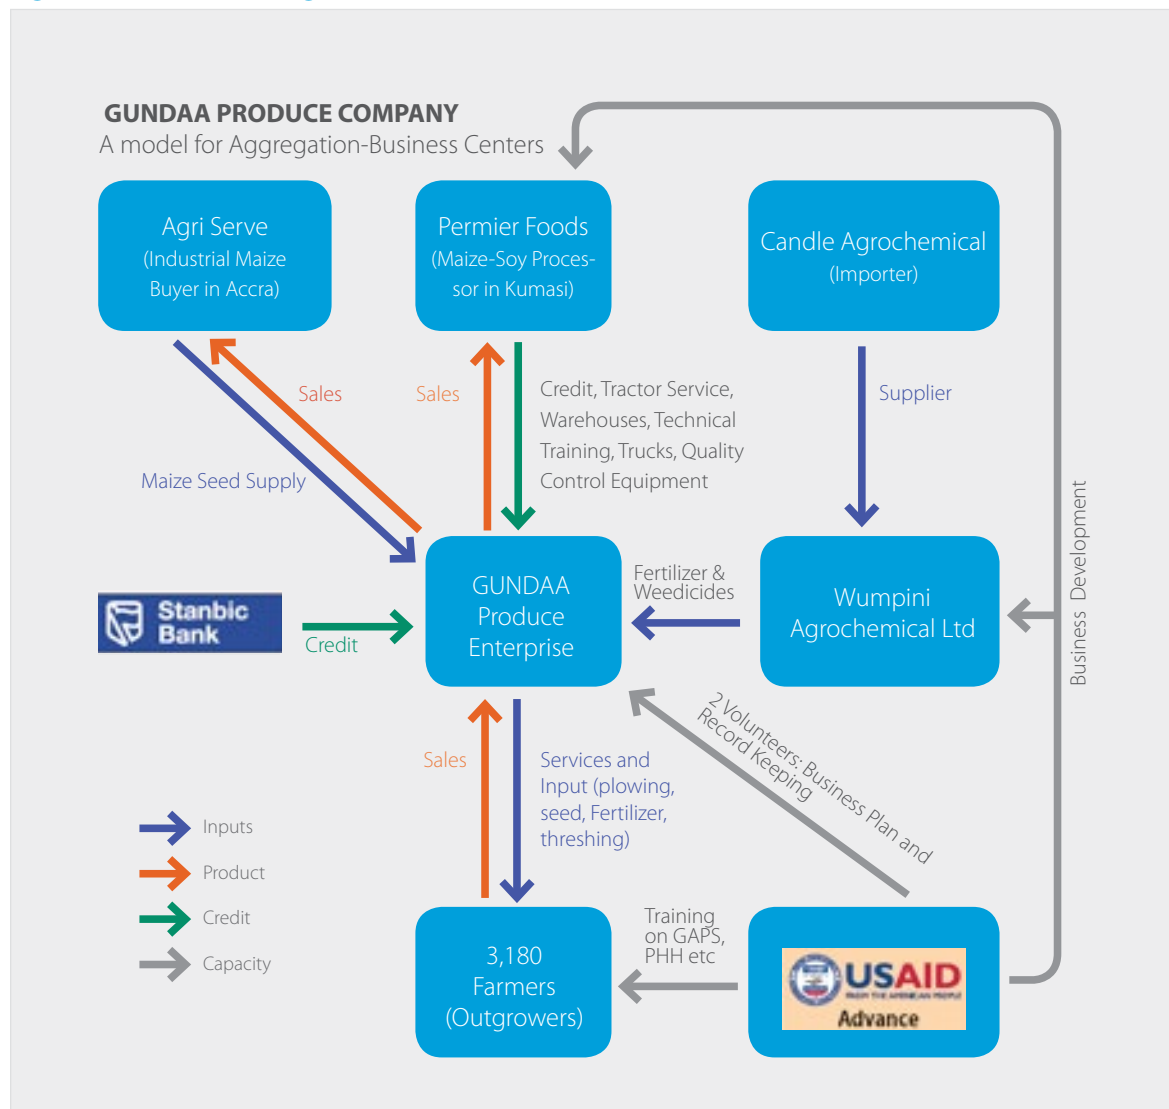 GUNDAA PRODUCE COMPANY
A model for Aggregation-Business Centers
Agri Serve
(Industrial Maize
Buyer in Accra)
Permier Foods
(Maize-Soy Proces-
sor in Kumasi)
Candle Agrochemical
(Importer)
Sales
Maize Seed Supply
Sales
Credit, Tractor Service,
Warehouses, Technical
Training, Trucks, Quality
Control Equipment
Supplier
Business Development
Stanbic
Bank
Credit
GUNDAA
Produce
Enterprise
Fertilizer &
Weedicides
Wumpini
Agrochemical Ltd
2 Volunteers: Business Plan and
Record Keeping
Sales
Services and
Input (plowing,
seed, Fertilizer,
threshing)
Inputs
Product
Credit
Capacity
3,180
Farmers
(Outgrowers)
Training
on GAPS,
PHH etc
USAID
FROM THE AMERICAN PEOPLE
Advance